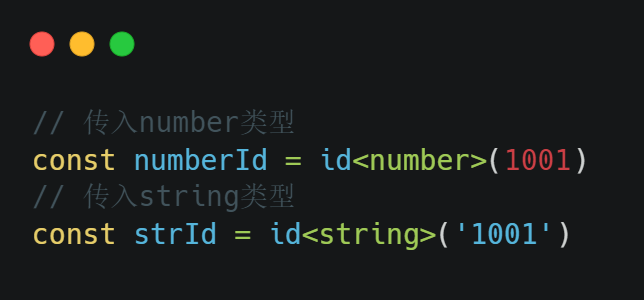 // 传入number类型
const numberId = id<number>(1001)
// 传入string类型
const strId = id<string>('1001')